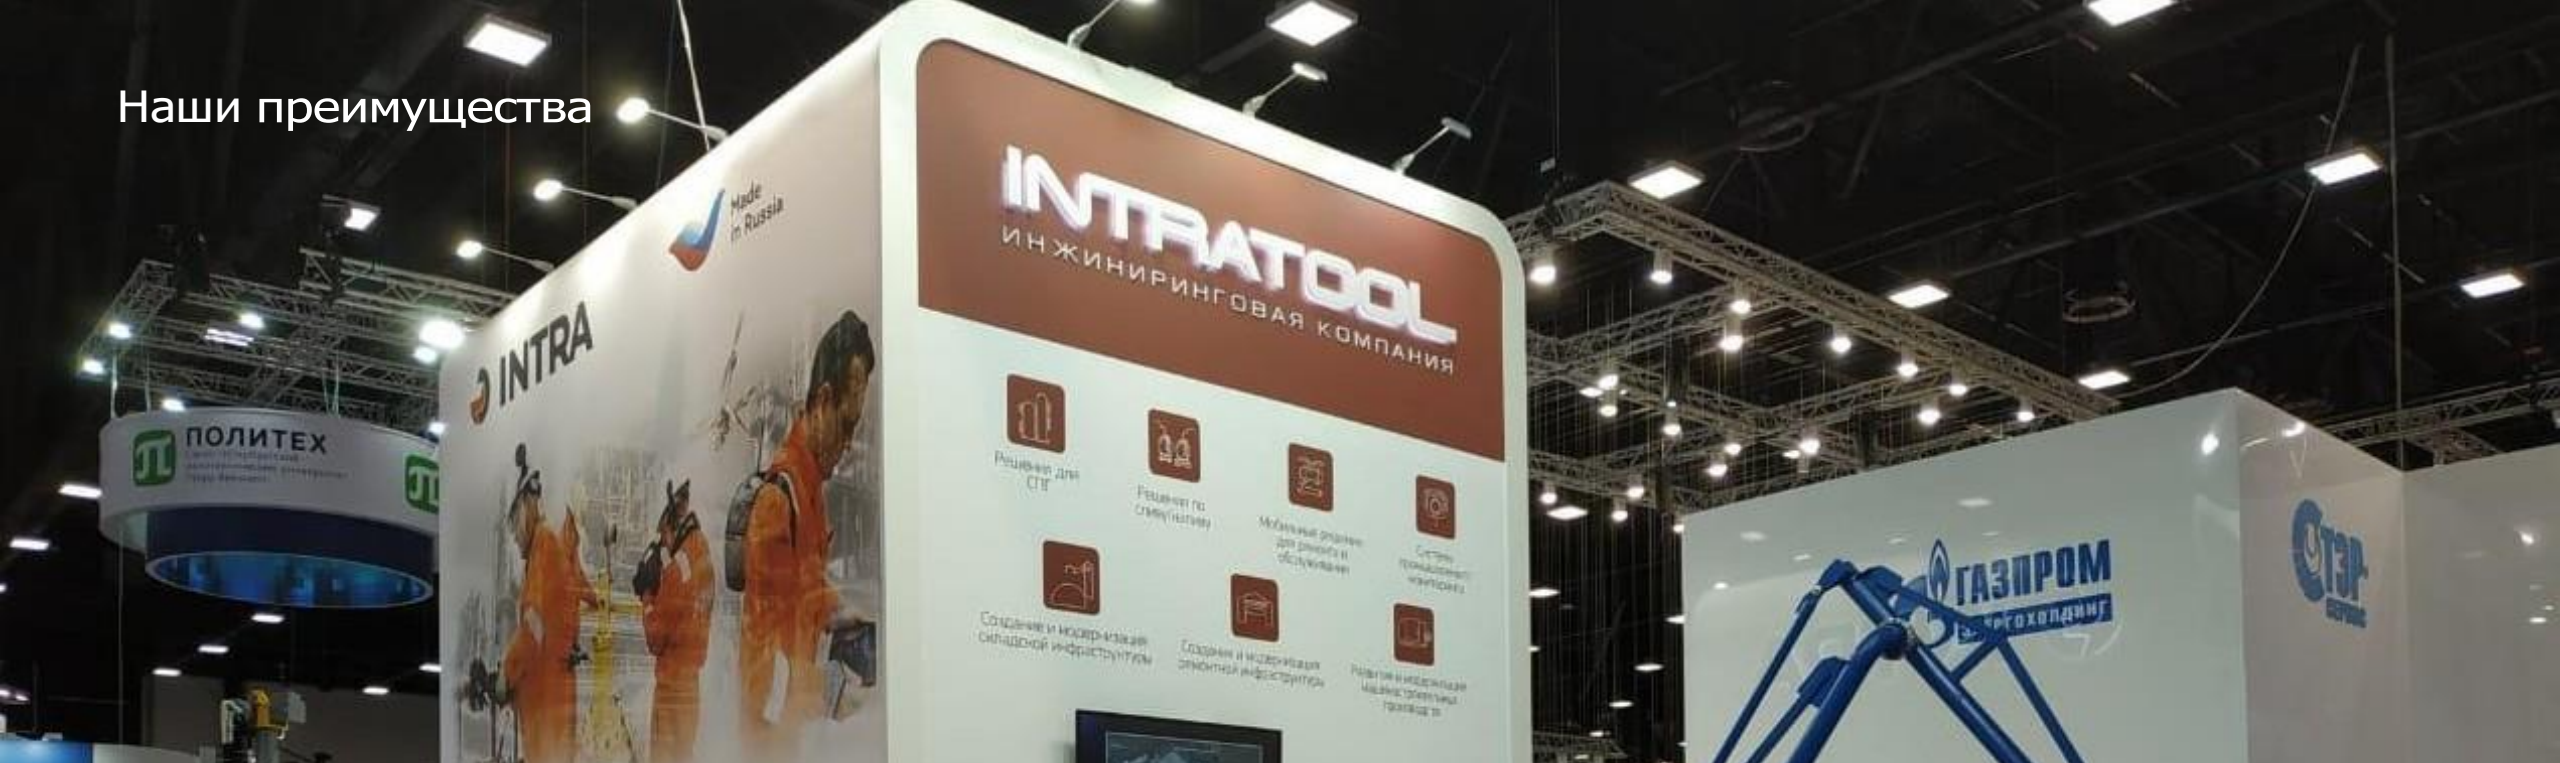 Наши преимущества
Made
in Russia
INTRA
INTRATOOL
ИНЖИНИРИНГОВАЯ КОМПАНИЯ
Решения для
СПГ
Решения по
сливу/наливу
Мобильные решения
для ремонта и
обслуживания
Системы
промышленного
мониторинга
Создание и модернизация
складской инфраструктуры
Создание и модернизация
ремонтной инфраструктуры
Развитие и модернизация
машиностроительных
производств
ПОЛИТЕХ
ГАЗПРОМ
ЭНЕРГОХОЛДИНГ
ТЭР-
СЕРВИС